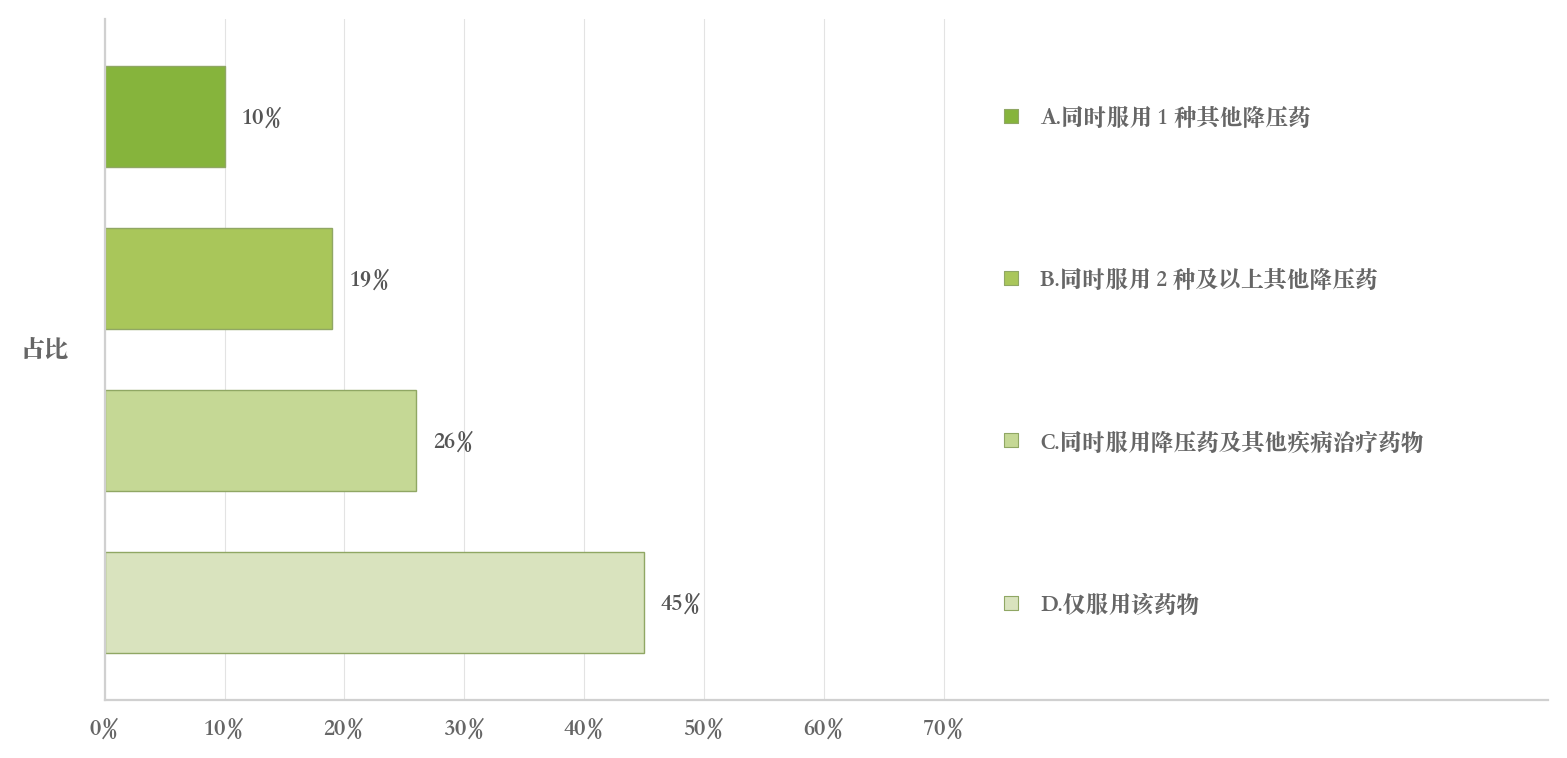 10%
A.同时服用 1 种其他降压药
19%
B.同时服用 2 种及以上其他降压药
占比
26%
C.同时服用降压药及其他疾病治疗药物
45%
D.仅服用该药物
0% 10% 20% 30% 40% 50% 60% 70%